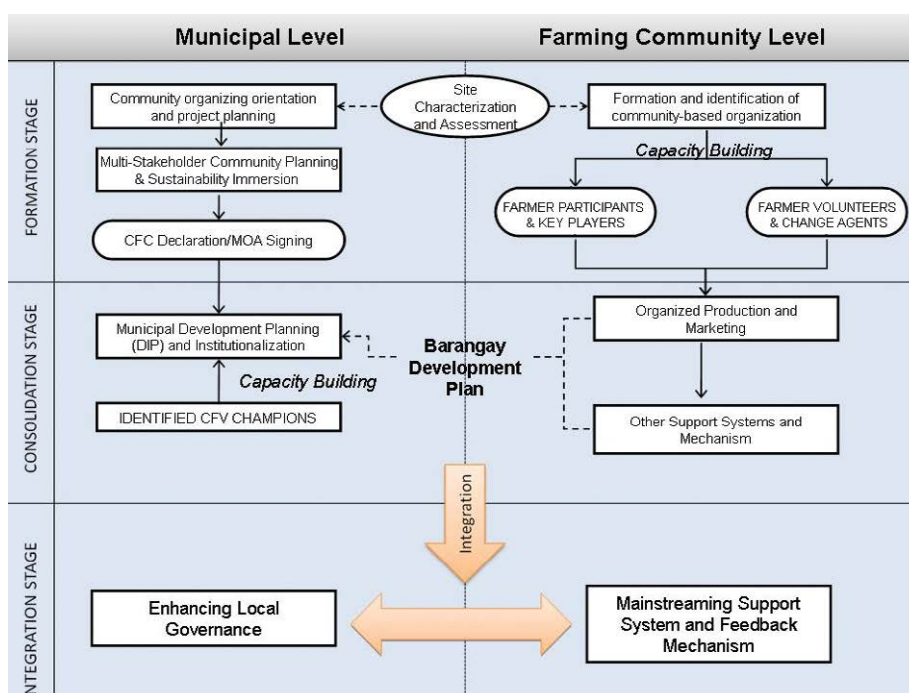 Municipal Level
Farming Community Level
FORMATION STAGE
Community organizing orientation
and project planning
Site
Characterization
and Assessment
Formation and identification of
community-based organization
Capacity Building
Multi-Stakeholder Community Planning
& Sustainability Immersion
FARMER PARTICIPANTS
& KEY PLAYERS
FARMER VOLUNTEERS
& CHANGE AGENTS
CFC Declaration/MOA Signing
CONSOLIDATION STAGE
Municipal Development Planning
(DIP) and Institutionalization
Capacity Building
IDENTIFIED CFV CHAMPIONS
Barangay
Development
Plan
Organized Production and
Marketing
Other Support Systems and
Mechanism
Integration
INTEGRATION STAGE
Enhancing Local
Governance
Mainstreaming Support
System and Feedback
Mechanism